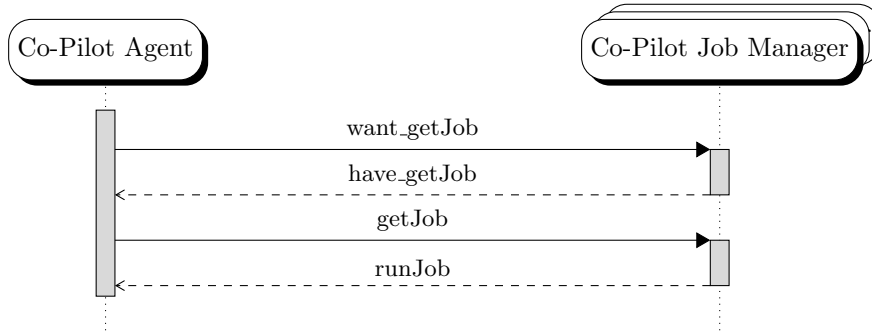 Co-Pilot Agent
Co-Pilot Job Manager
want_getJob
have_getJob
getJob
runJob